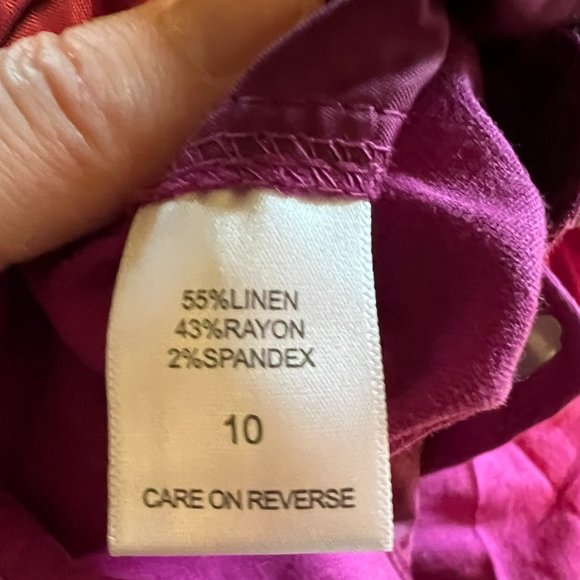 55%LINEN
43%RAYON
2%SPANDEX
10
CARE ON REVERSE